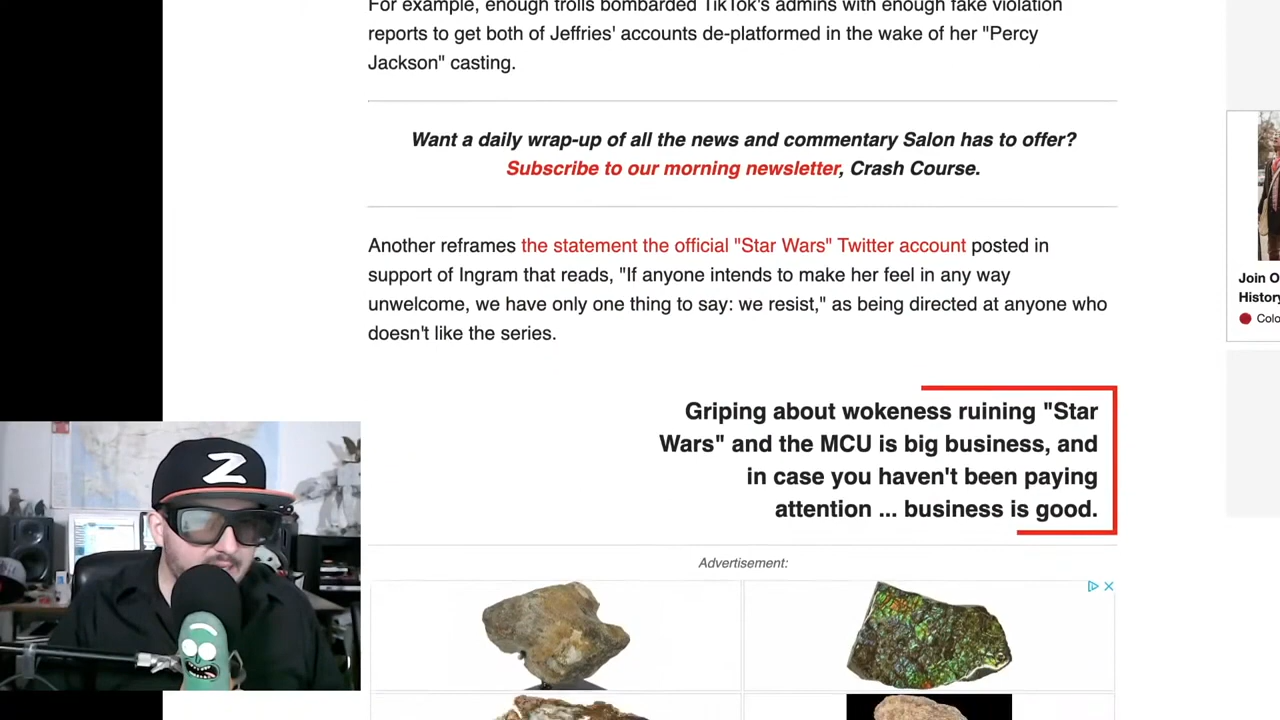 For example, enough trolls bombarded TikTok's admins with enough fake violation
reports to get both of Jeffries' accounts de-platformed in the wake of her "Percy
Jackson" casting.
Want a daily wrap-up of all the news and commentary Salon has to offer?
Subscribe to our morning newsletter, Crash Course.
Another reframes the statement the official "Star Wars" Twitter account posted in
support of Ingram that reads, "If anyone intends to make her feel in any way
unwelcome, we have only one thing to say: we resist," as being directed at anyone who
doesn't like the series.
Griping about wokeness ruining "Star
Wars" and the MCU is big business, and
in case you haven't been paying
attention ... business is good.
Advertisement:
Join O
History
Colo
Z